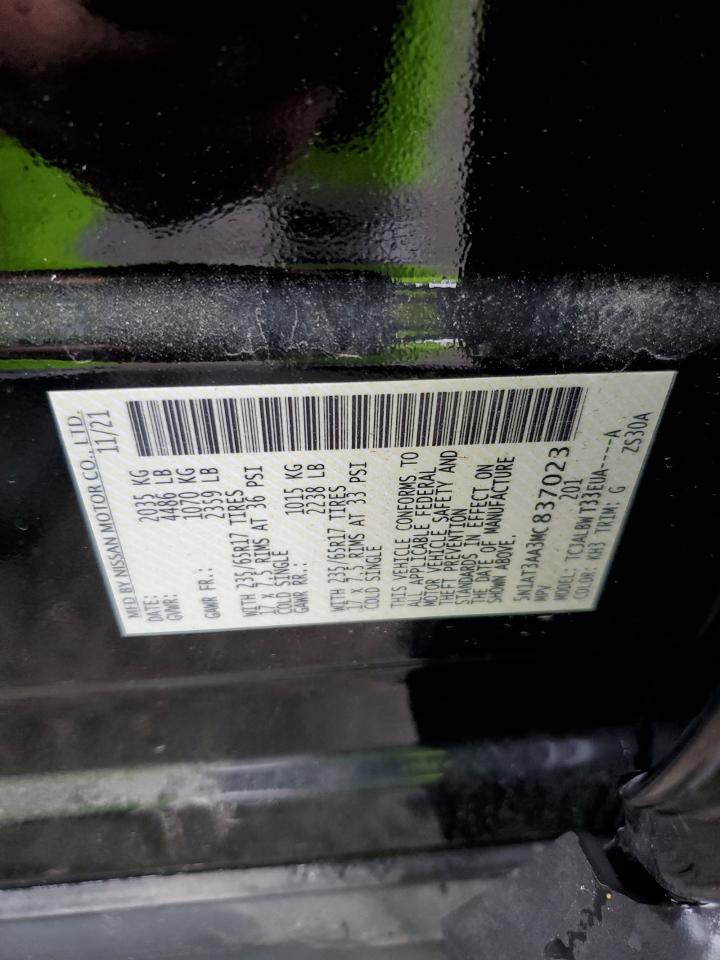 MFD BY NISSAN MOTOR CO., LTD.
DATE: 11/21
GVWR: 2035 KG
4486 LB
GAWR FR.: 1070 KG
2359 LB
WITH 235/65R17 TIRES
17 X 7.5 RIMS AT 36 PSI
COLD SINGLE
GAWR RR.: 1015 KG
2238 LB
WITH 235/65R17 TIRES
17 X 7.5 RIMS AT 33 PSI
COLD SINGLE
THIS VEHICLE CONFORMS TO
ALL APPLICABLE FEDERAL
MOTOR VEHICLE SAFETY AND
THEFT PREVENTION
STANDARDS IN EFFECT ON
THE DATE OF MANUFACTURE
SHOWN ABOVE.
5N1AT3AA3MC837023
MPV 201
MODEL: TCJALBWT33EUA----A
COLOR: KH3 TRIM: G ZS30A